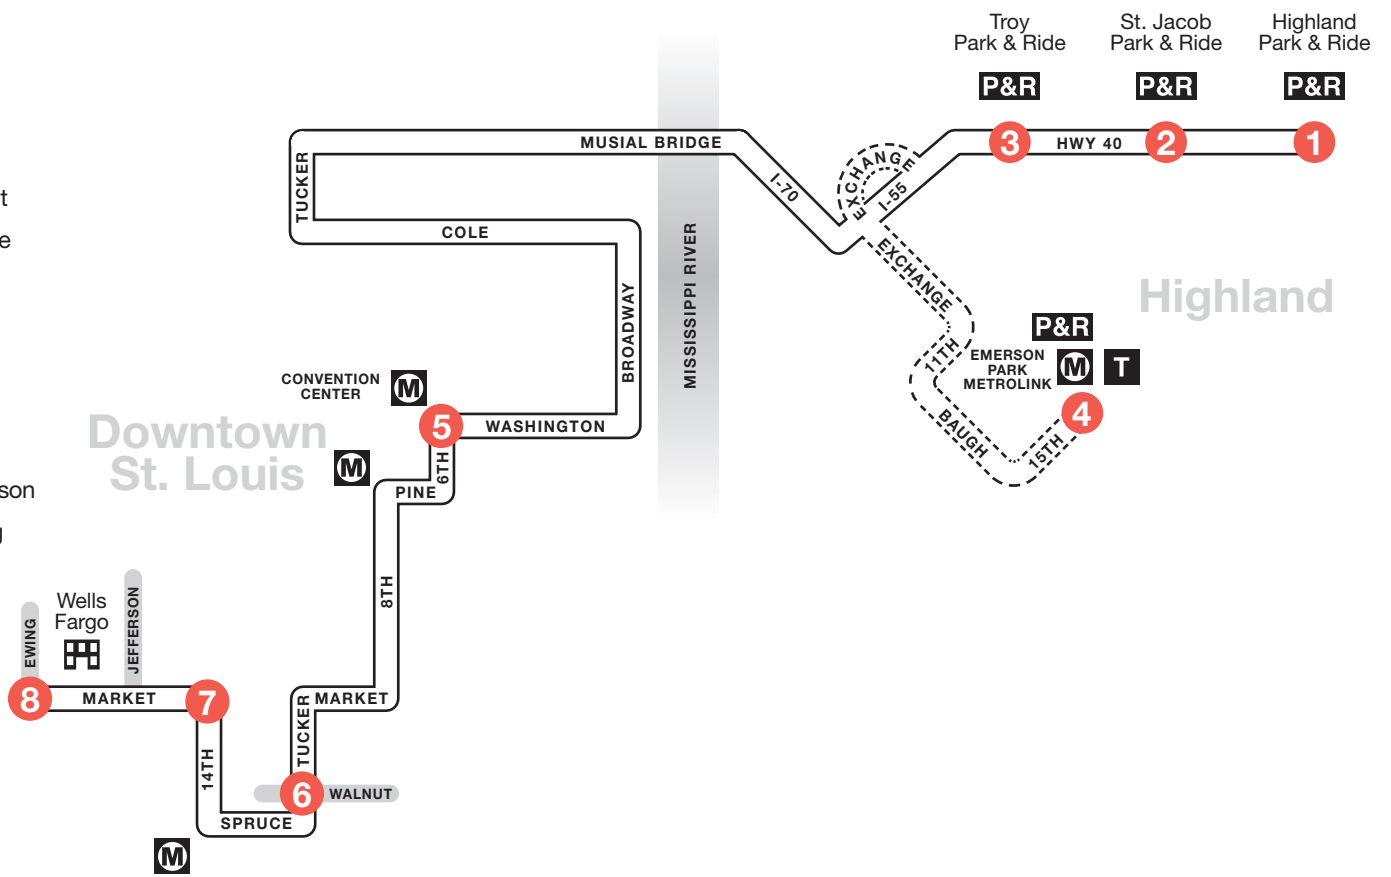 Troy
Park & Ride
St. Jacob
Park & Ride
Highland
Park & Ride
P&R
P&R
P&R
3
HWY 40
2
1
MUSIAL BRIDGE
TUCKER
I-70
EXCHANGE
I-55
t
e
COLE
EXCHANGE
MISSISSIPPI RIVER
BROADWAY
Highland
P&R
11TH
EMERSON
PARK
METROLINK
M
T
4
BAUGH
15TH
CONVENTION
CENTER
M
5
WASHINGTON
Downtown
St. Louis
M
6TH
PINE
son
g
8TH
EWING
Wells
Fargo
JEFFERSON
8
MARKET
7
TUCKER
MARKET
14TH
6
WALNUT
SPRUCE
M